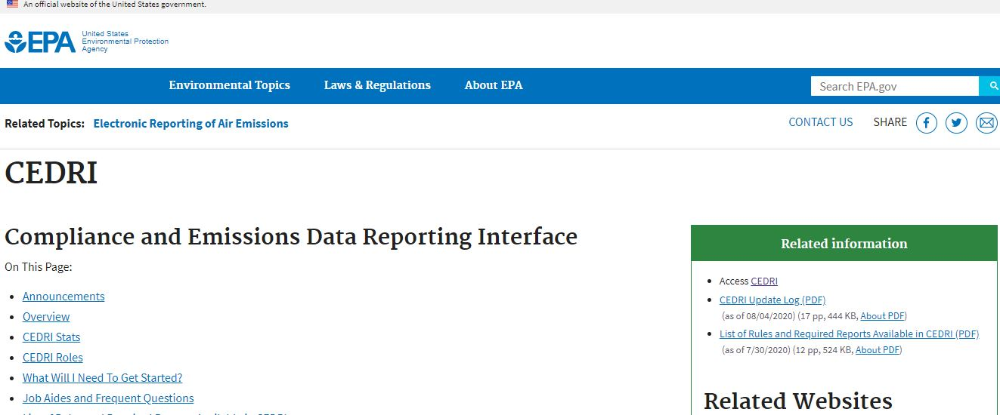 An official website of the United States government.
EPA
United States
Environmental Protection
Agency
Environmental Topics
Laws & Regulations
About EPA
Search EPA.gov
Related Topics: Electronic Reporting of Air Emissions
CONTACT US
SHARE
CEDRI
Compliance and Emissions Data Reporting Interface
On This Page:
Announcements
Overview
CEDRI Stats
CEDRI Roles
What Will I Need To Get Started?
Job Aides and Frequent Questions
Related information
Access CEDRI
CEDRI Update Log (PDF)
(as of 08/04/2020) (17 pp, 444 KB, About PDF)
List of Rules and Required Reports Available in CEDRI (PDF)
(as of 7/30/2020) (12 pp, 524 KB, About PDF)
Related Websites